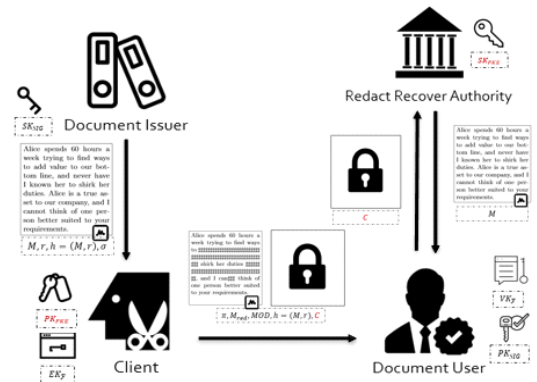 SK_PKE
Redact Recover Authority
SK_SIG
Document Issuer
Alice spends 60 hours a
week trying to find ways
to add value to our bot-
tom line, and never have
I known her to shirk her
duties. Alice is a true as-
set to our company, and I
cannot think of one per-
son better suited to your
requirements.
M, r, h = (M, r), σ
C
Alice spends 60 hours a
week trying to find ways
to add value to our bot-
tom line, and never have
I known her to shirk her
duties. Alice is a true as-
set to our company, and I
cannot think of one per-
son better suited to your
requirements.
M
Alice spends 60 hours a
week trying to find ways
to
shirk her duties
, and I can
think of
one person better suited
to your requirements.
π, M_red, MOD, h = (M, r), C
PK_PKE
EK_F
Client
VK_F
PK_SIG
Document User